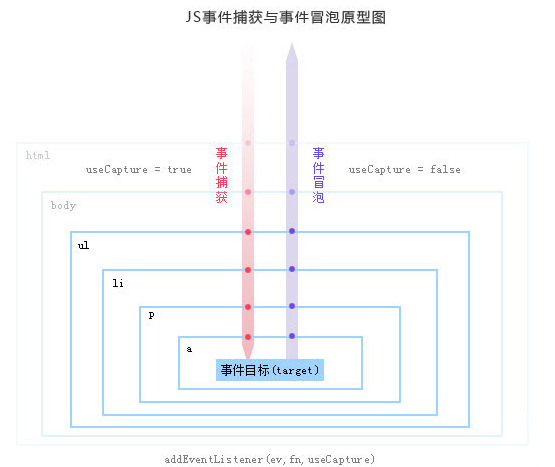 JS事件捕获与事件冒泡原型图
html
useCapture = true
事件捕获
事件冒泡
useCapture = false
body
ul
li
p
a
事件目标(target)
addEventListener(ev,fn,useCapture)